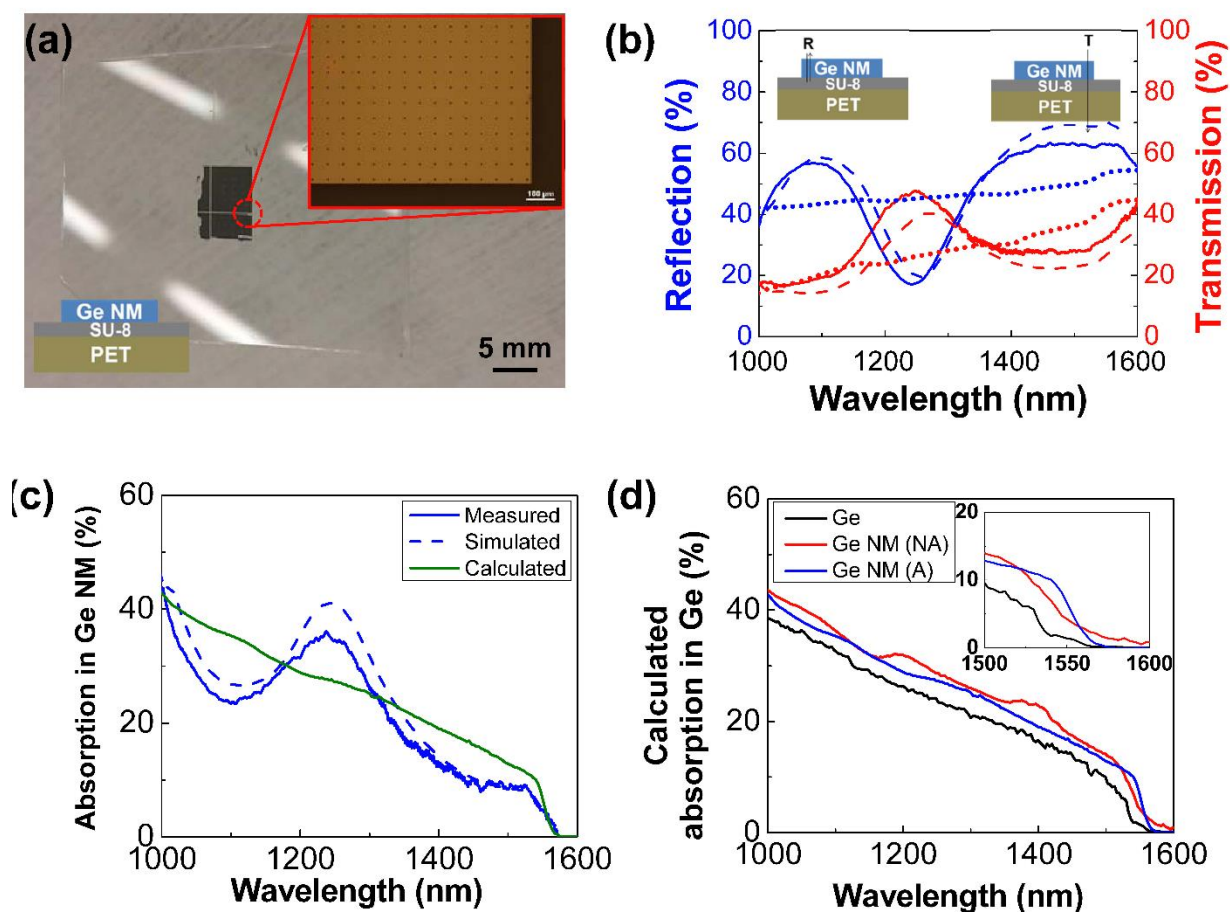 (a)
100 µm
Ge NM
SU-8
PET
5 mm
(b)
R
T
Ge NM
SU-8
PET
Ge NM
SU-8
PET
Reflection (%)
100
80
60
40
20
0
Transmission (%)
100
80
60
40
20
0
1000 1200 1400 1600
Wavelength (nm)
(c)
Absorption in Ge NM (%)
60
40
20
0
Measured
Simulated
Calculated
1000 1200 1400 1600
Wavelength (nm)
(d)
Calculated
absorption in Ge (%)
60
40
20
0
Ge
Ge NM (NA)
Ge NM (A)
20
10
0
1500 1550 1600
1000 1200 1400 1600
Wavelength (nm)